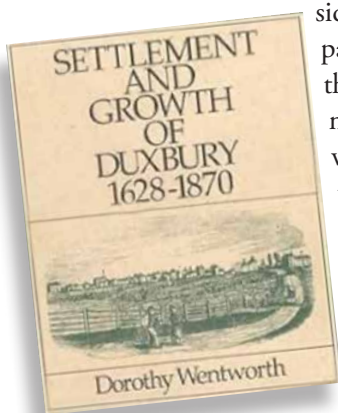 SETTLEMENT
AND
GROWTH
OF
DUXBURY
1628-1870
Dorothy Wentworth